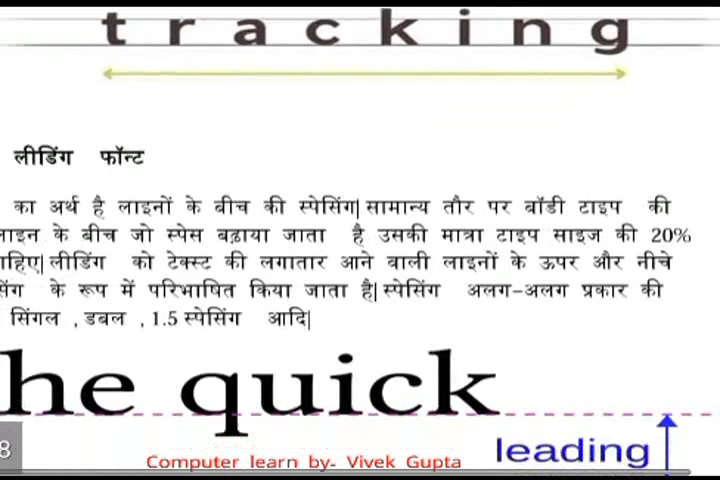 tracking
लीडिंग फॉन्ट
का अर्थ है लाइनों के बीच की स्पेसिंग| सामान्य तौर पर बॉडी टाइप की
लाइन के बीच जो स्पेस बढ़ाया जाता है उसकी मात्रा टाइप साइज की 20%
लीडिंग को टेक्स्ट की लगातार आने वाली लाइनों के ऊपर और नीचे
के रूप में परिभाषित किया जाता है| स्पेसिंग अलग-अलग प्रकार की
सिंगल , डबल , 1.5 स्पेसिंग आदि|
he quick
8
leading
Computer learn by- Vivek Gupta